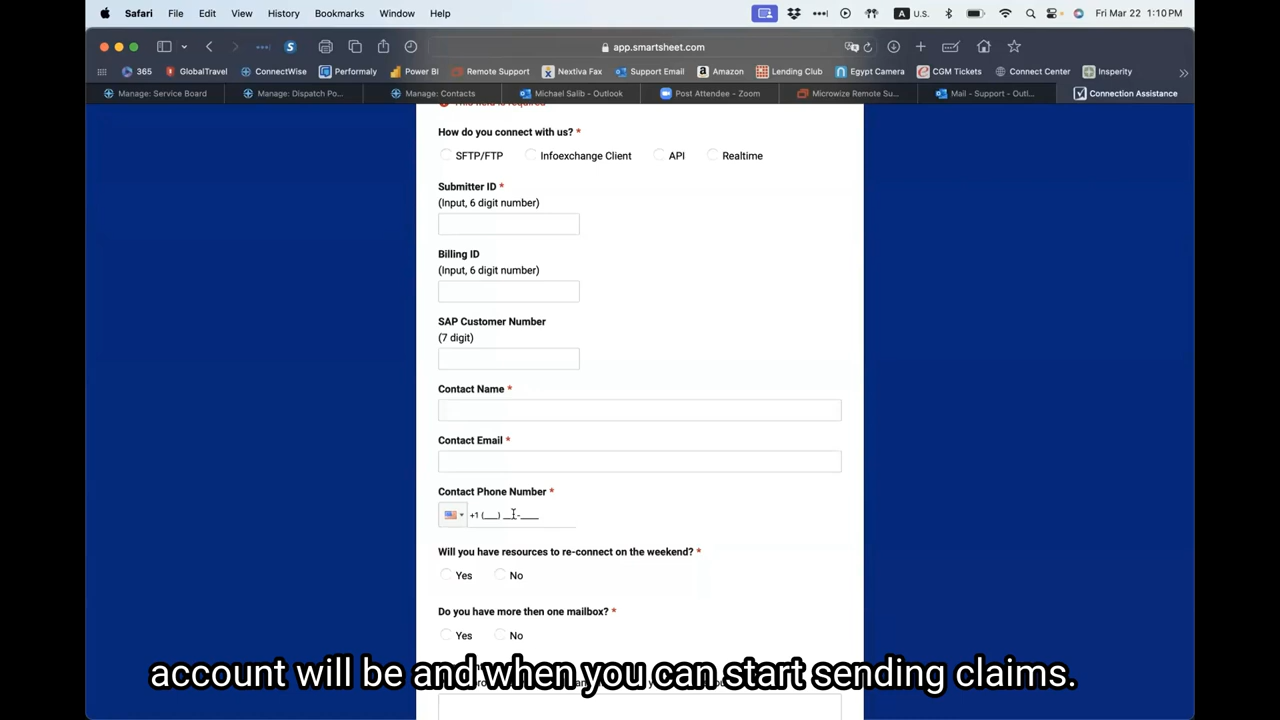 Safari File Edit View History Bookmarks Window Help A U.S. Fri Mar 22 1:10 PM
app.smartsheet.com
365 GlobalTravel ConnectWise Performaly Power BI Remote Support Nextiva Fax Support Email Amazon Lending Club Egypt Camera CGM Tickets Connect Center Insperity
Manage: Service Board Manage: Dispatch Po... Manage: Contacts Michael Salib - Outlook Post Attendee - Zoom Microwize Remote Su... Mail - Support - Outl... Connection Assistance
This field is required
How do you connect with us? *
SFTP/FTP Infoexchange Client API Realtime
Submitter ID *
(Input, 6 digit number)
Billing ID
(Input, 6 digit number)
SAP Customer Number
(7 digit)
Contact Name *
Contact Email *
Contact Phone Number *
+1 (___) ___-____
Will you have resources to re-connect on the weekend? *
Yes No
Do you have more then one mailbox? *
Yes No
account will be and when you can start sending claims.